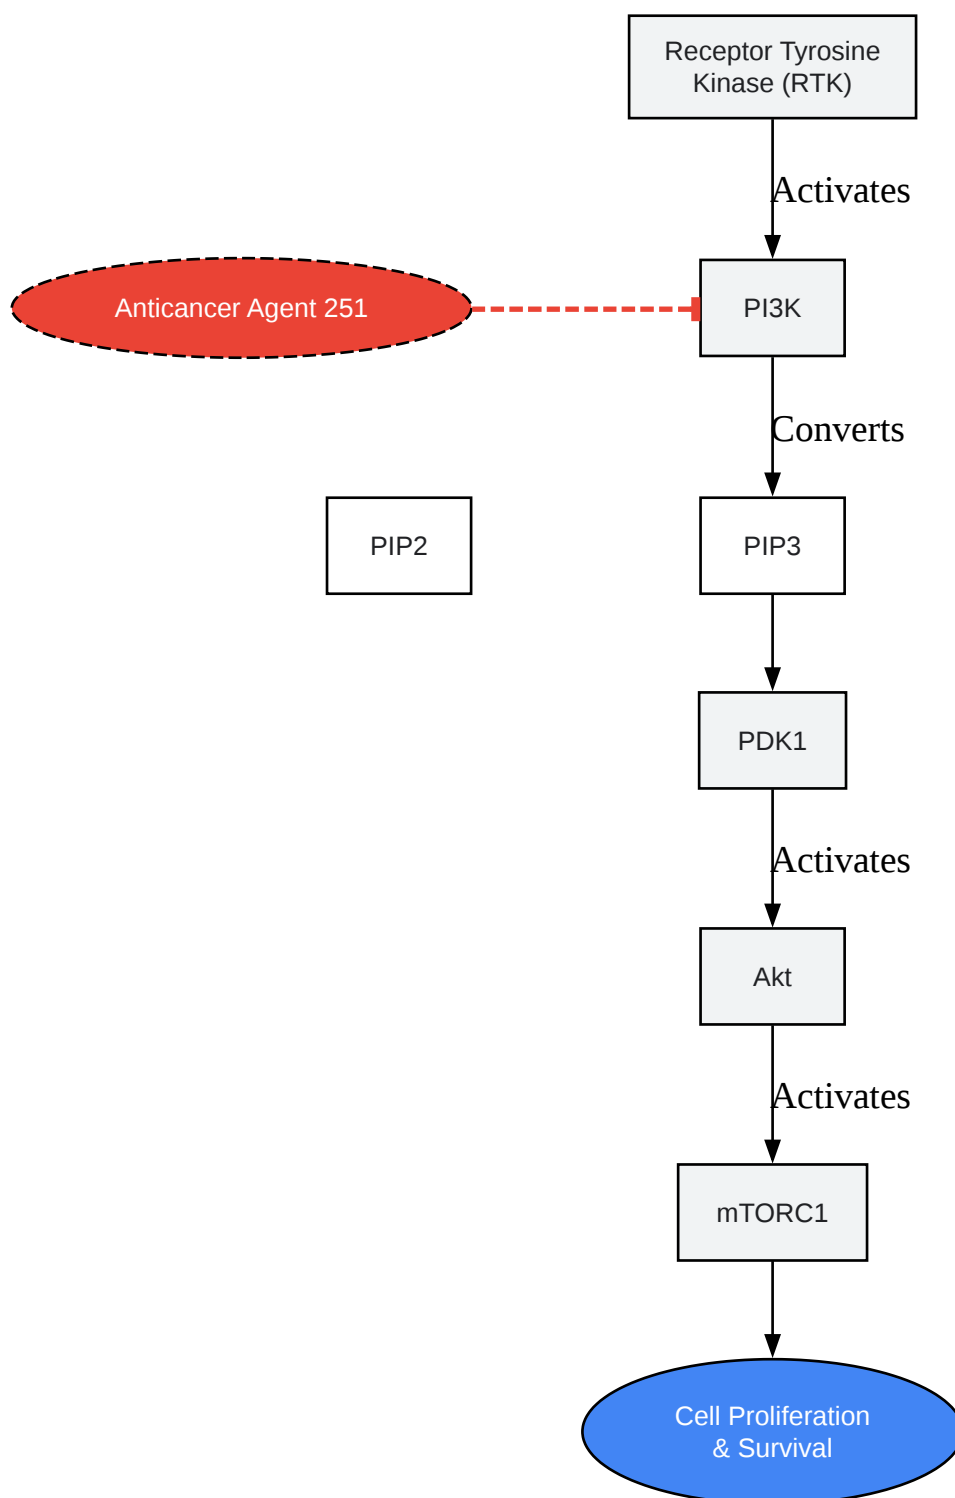 Receptor Tyrosine
Kinase (RTK)
Activates
Anticancer Agent 251
PI3K
Converts
PIP2
PIP3
PDK1
Activates
Akt
Activates
mTORC1
Cell Proliferation
& Survival